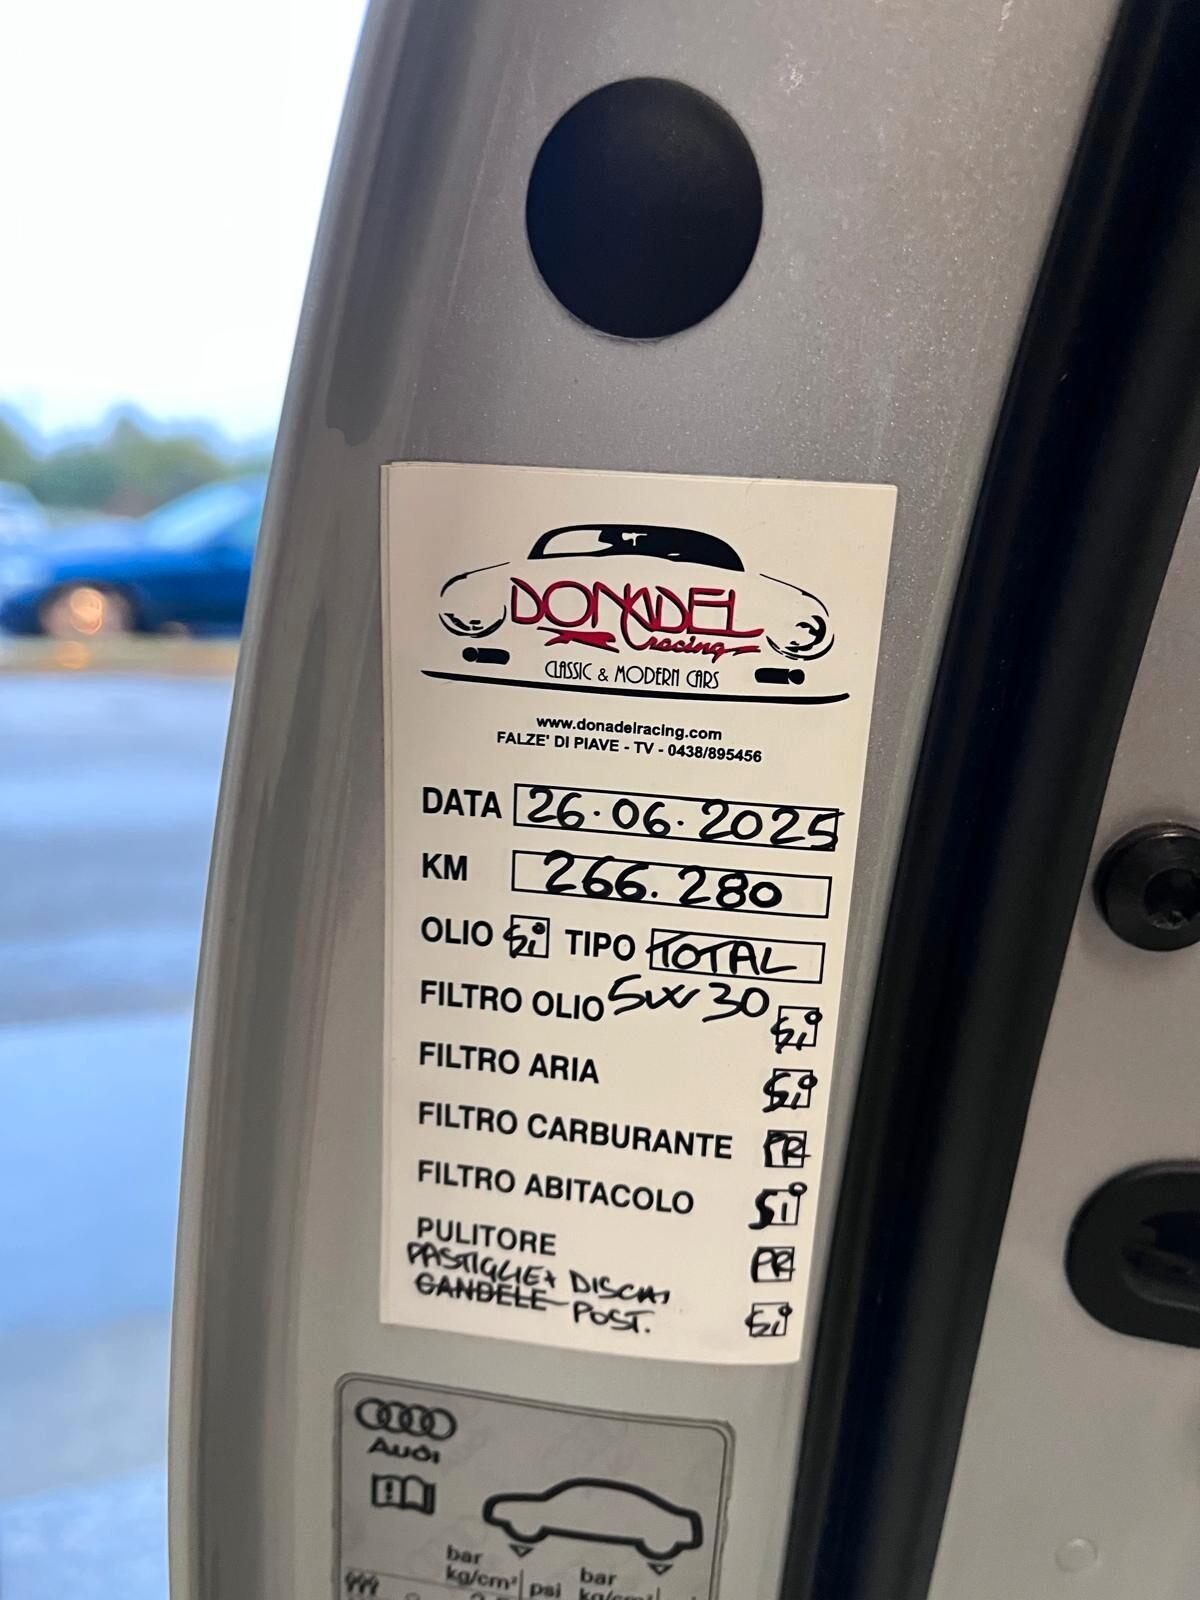 DONADEL
racing
CLASSIC & MODERN CARS
www.donadelracing.com
FALZE' DI PIAVE - TV - 0438/895456
DATA 26.06.2025
KM 266.280
OLIO Si TIPO TOTAL
FILTRO OLIO 5W30 Si
FILTRO ARIA Si
FILTRO CARBURANTE PR
FILTRO ABITACOLO Si
PULITORE PR
PASTIGLIE+ DISCHI
CANDELE POST. Si
Audi
bar
kg/cm² psi
bar
kg/cm²